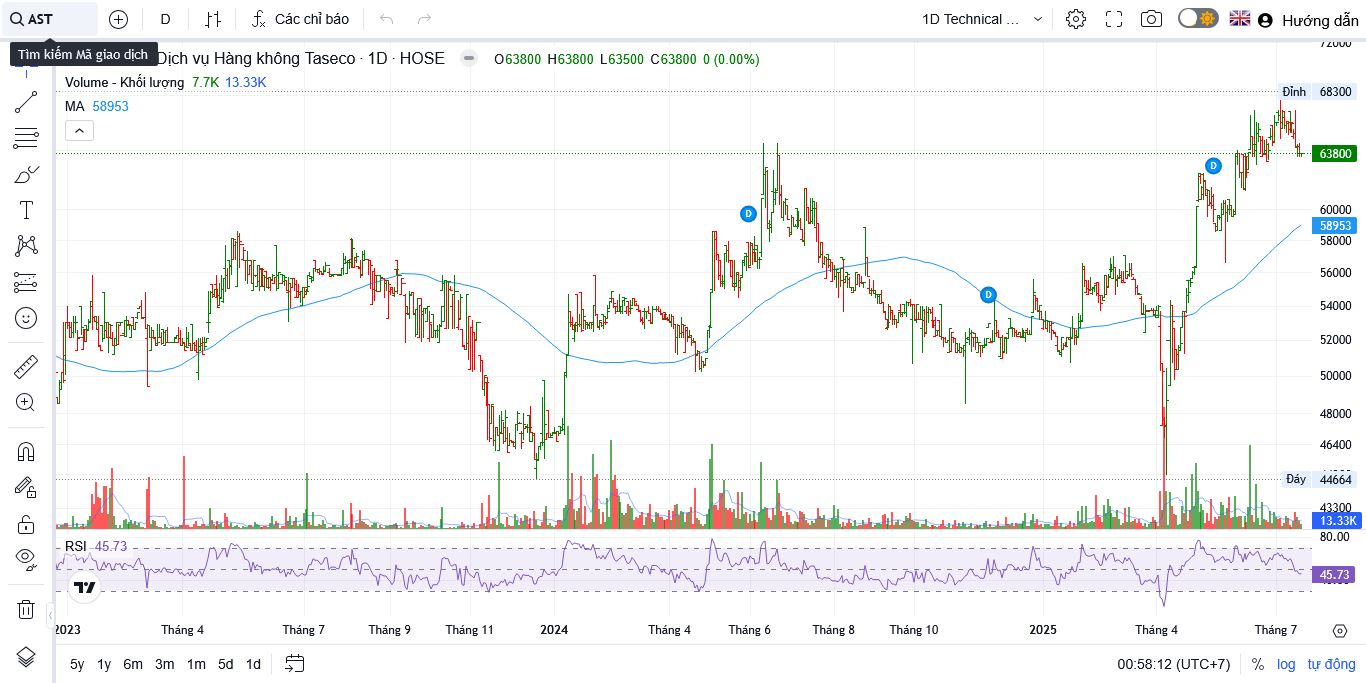 AST
D
Các chỉ báo
1D Technical ...
Hướng dẫn
Tìm kiếm Mã giao dịch
Dịch vụ Hàng không Taseco · 1D · HOSE
O63800 H63800 L63500 C63800 0 (0.00%)
Volume - Khối lượng 7.7K 13.33K
MA 58953
72000
Đỉnh 68300
63800
60000
58953
58000
56000
54000
52000
50000
48000
46400
Đáy 44664
43300
13.33K
80.00
RSI 45.73
45.73
D
D
D
2023
Tháng 4
Tháng 7
Tháng 9
Tháng 11
2024
Tháng 4
Tháng 6
Tháng 8
Tháng 10
2025
Tháng 4
Tháng 7
5y 1y 6m 3m 1m 5d 1d
00:58:12 (UTC+7)
% log tự động